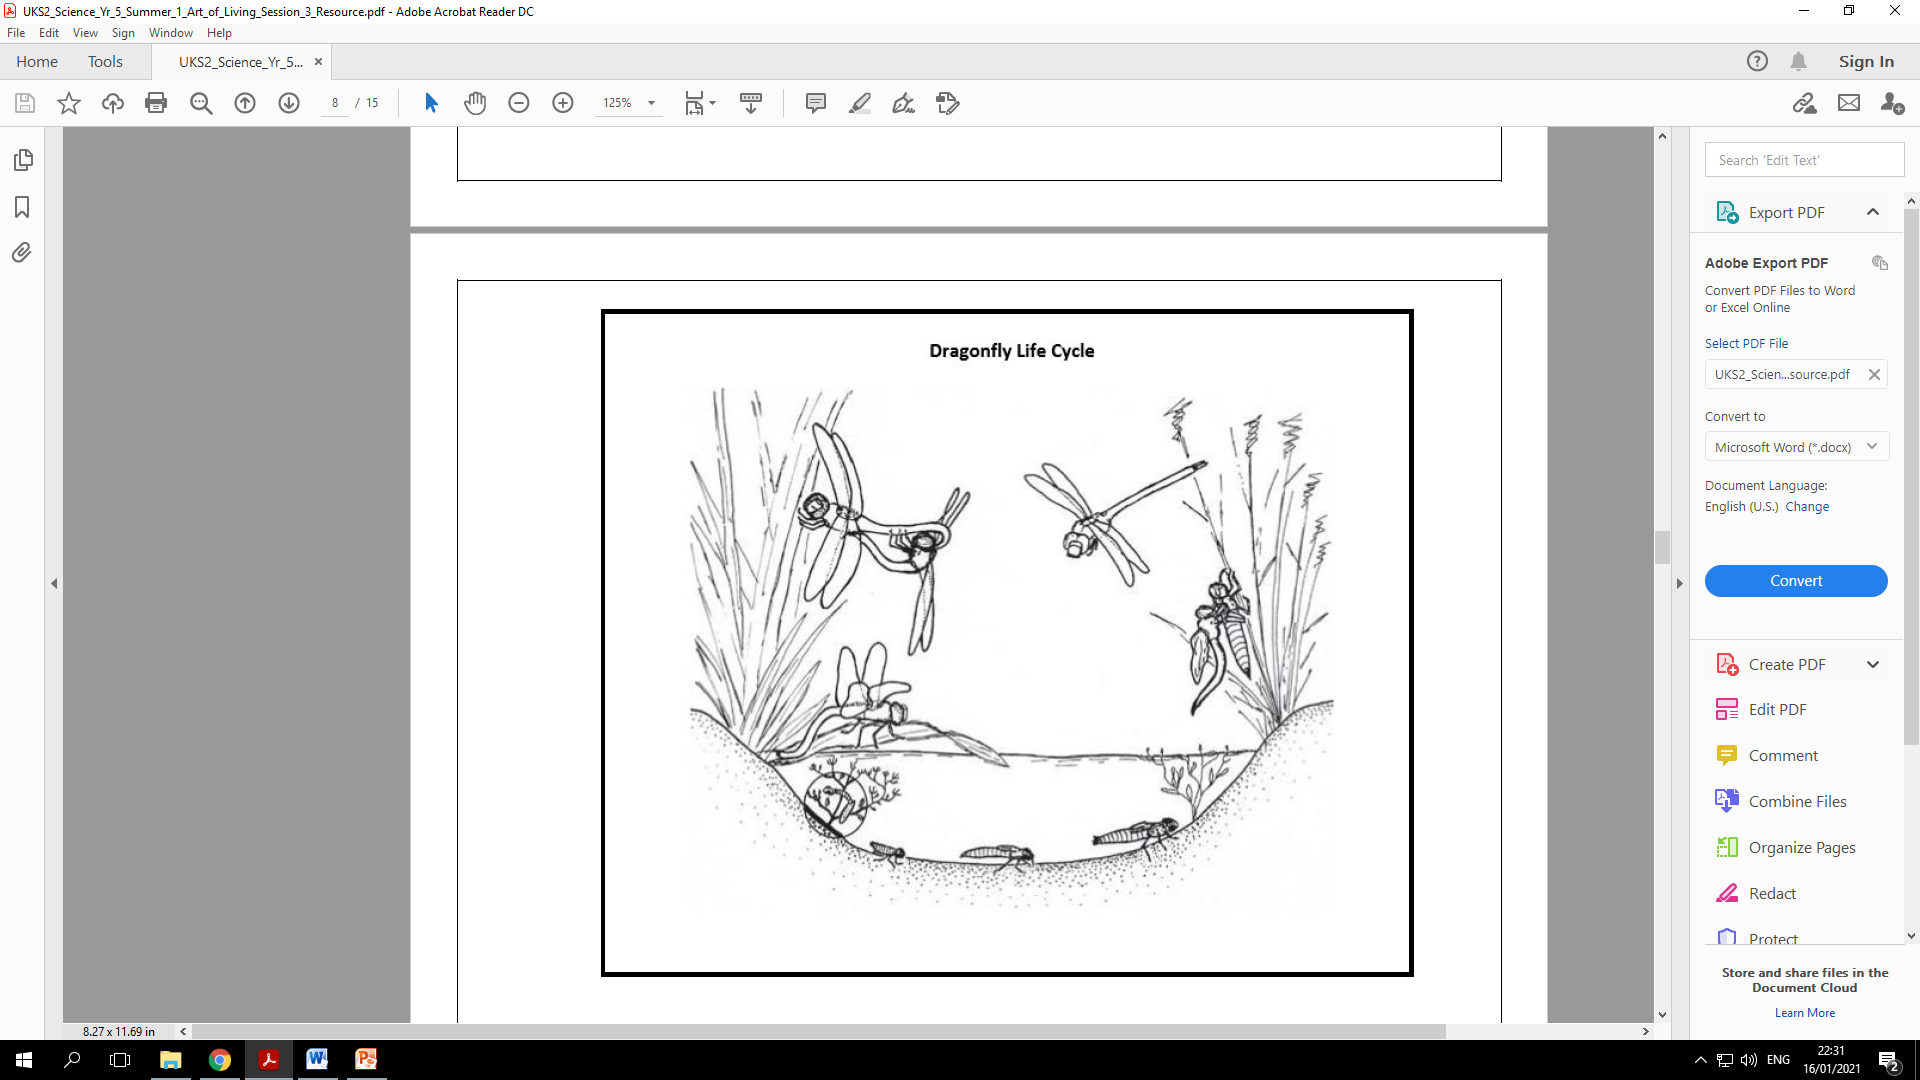 UKS2_Science_Yr_5_Summer_1_Art_of_Living_Session_3_Resource.pdf - Adobe Acrobat Reader DC
File Edit View Sign Window Help
Home Tools UKS2_Science_Yr_5... ×
Sign In
8 / 15
125%
Search 'Edit Text'
Export PDF
Adobe Export PDF
Convert PDF Files to Word
or Excel Online
Select PDF File
UKS2_Scien...source.pdf
Convert to
Microsoft Word (*.docx)
Document Language:
English (U.S.) Change
Convert
Create PDF
Edit PDF
Comment
Combine Files
Organize Pages
Redact
Protect
Store and share files in the
Document Cloud
Learn More
Dragonfly Life Cycle
8.27 x 11.69 in
ENG
22:31
16/01/2021
2